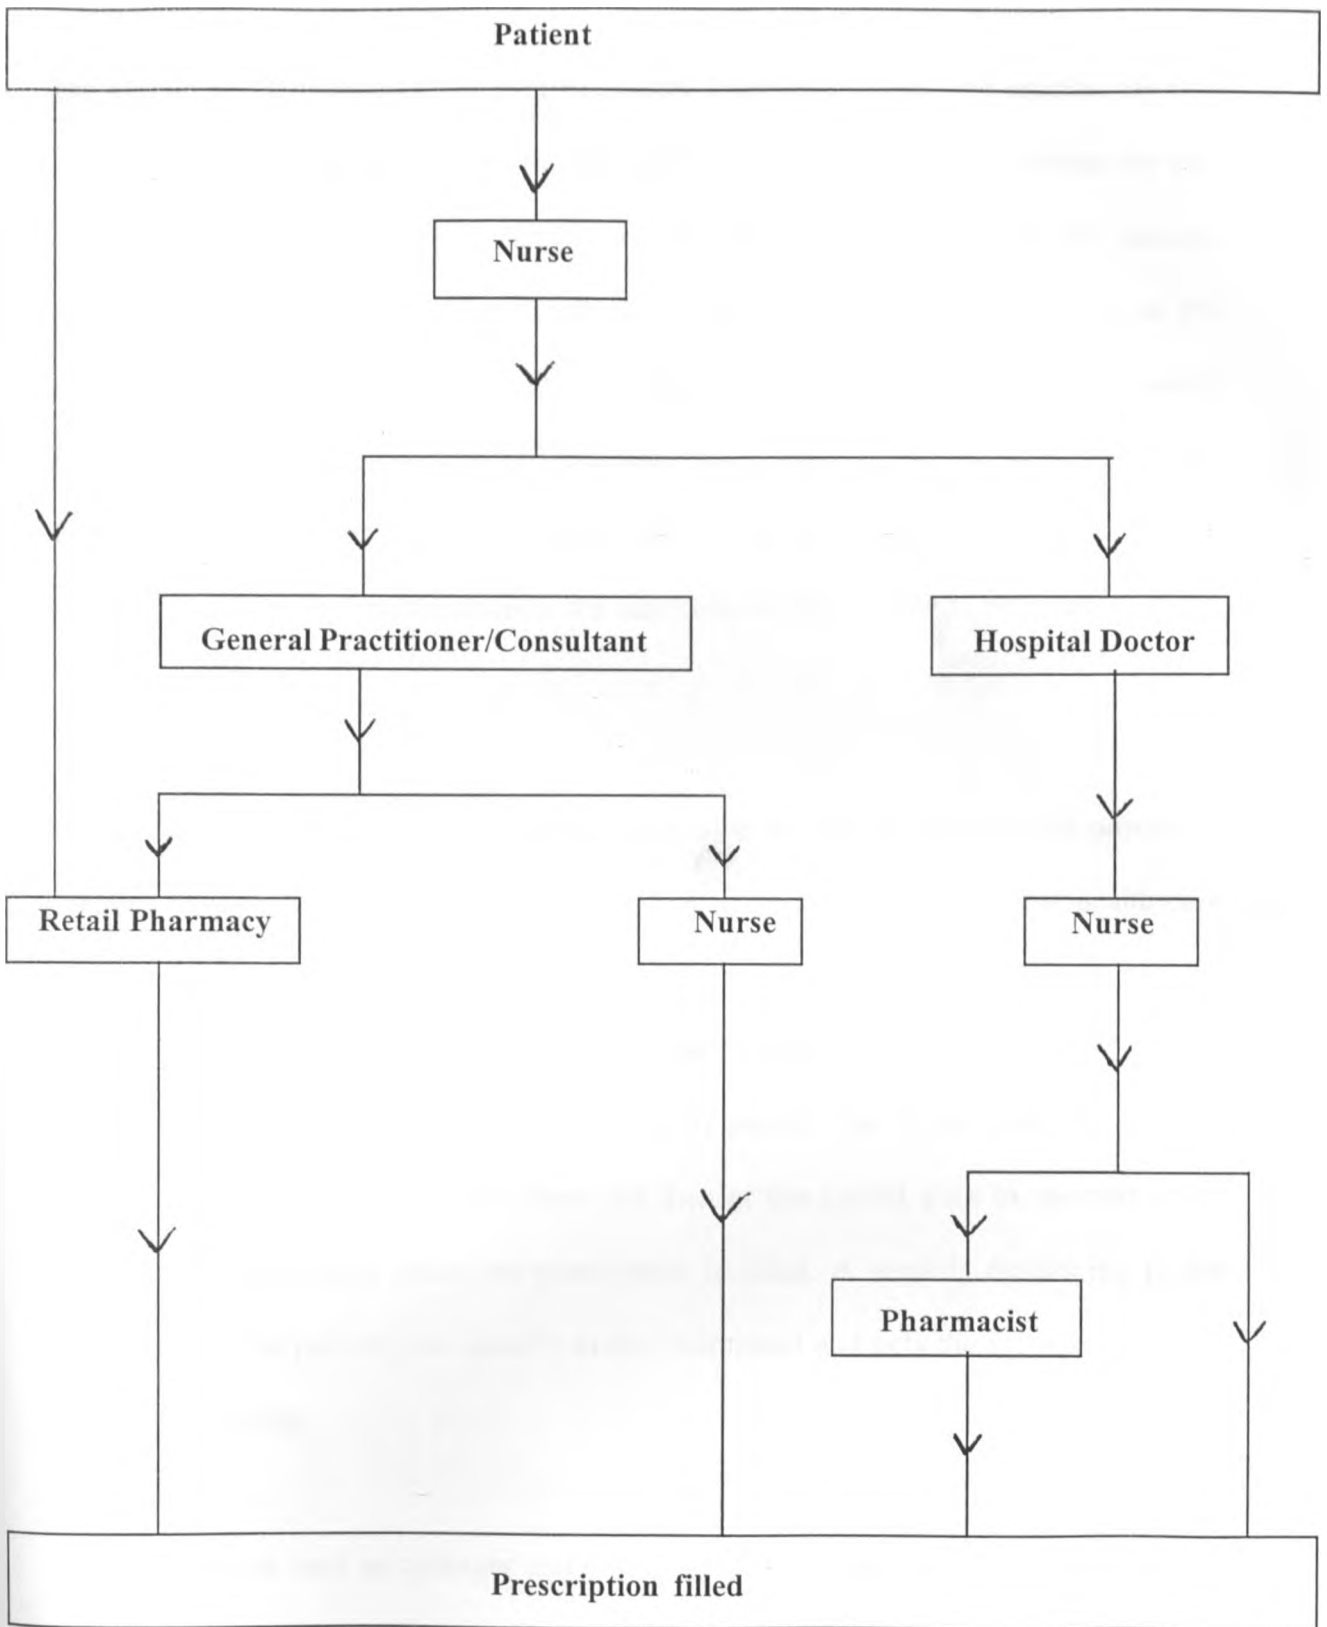 Patient
Nurse
General Practitioner/Consultant
Hospital Doctor
Retail Pharmacy
Nurse
Nurse
Pharmacist
Prescription filled